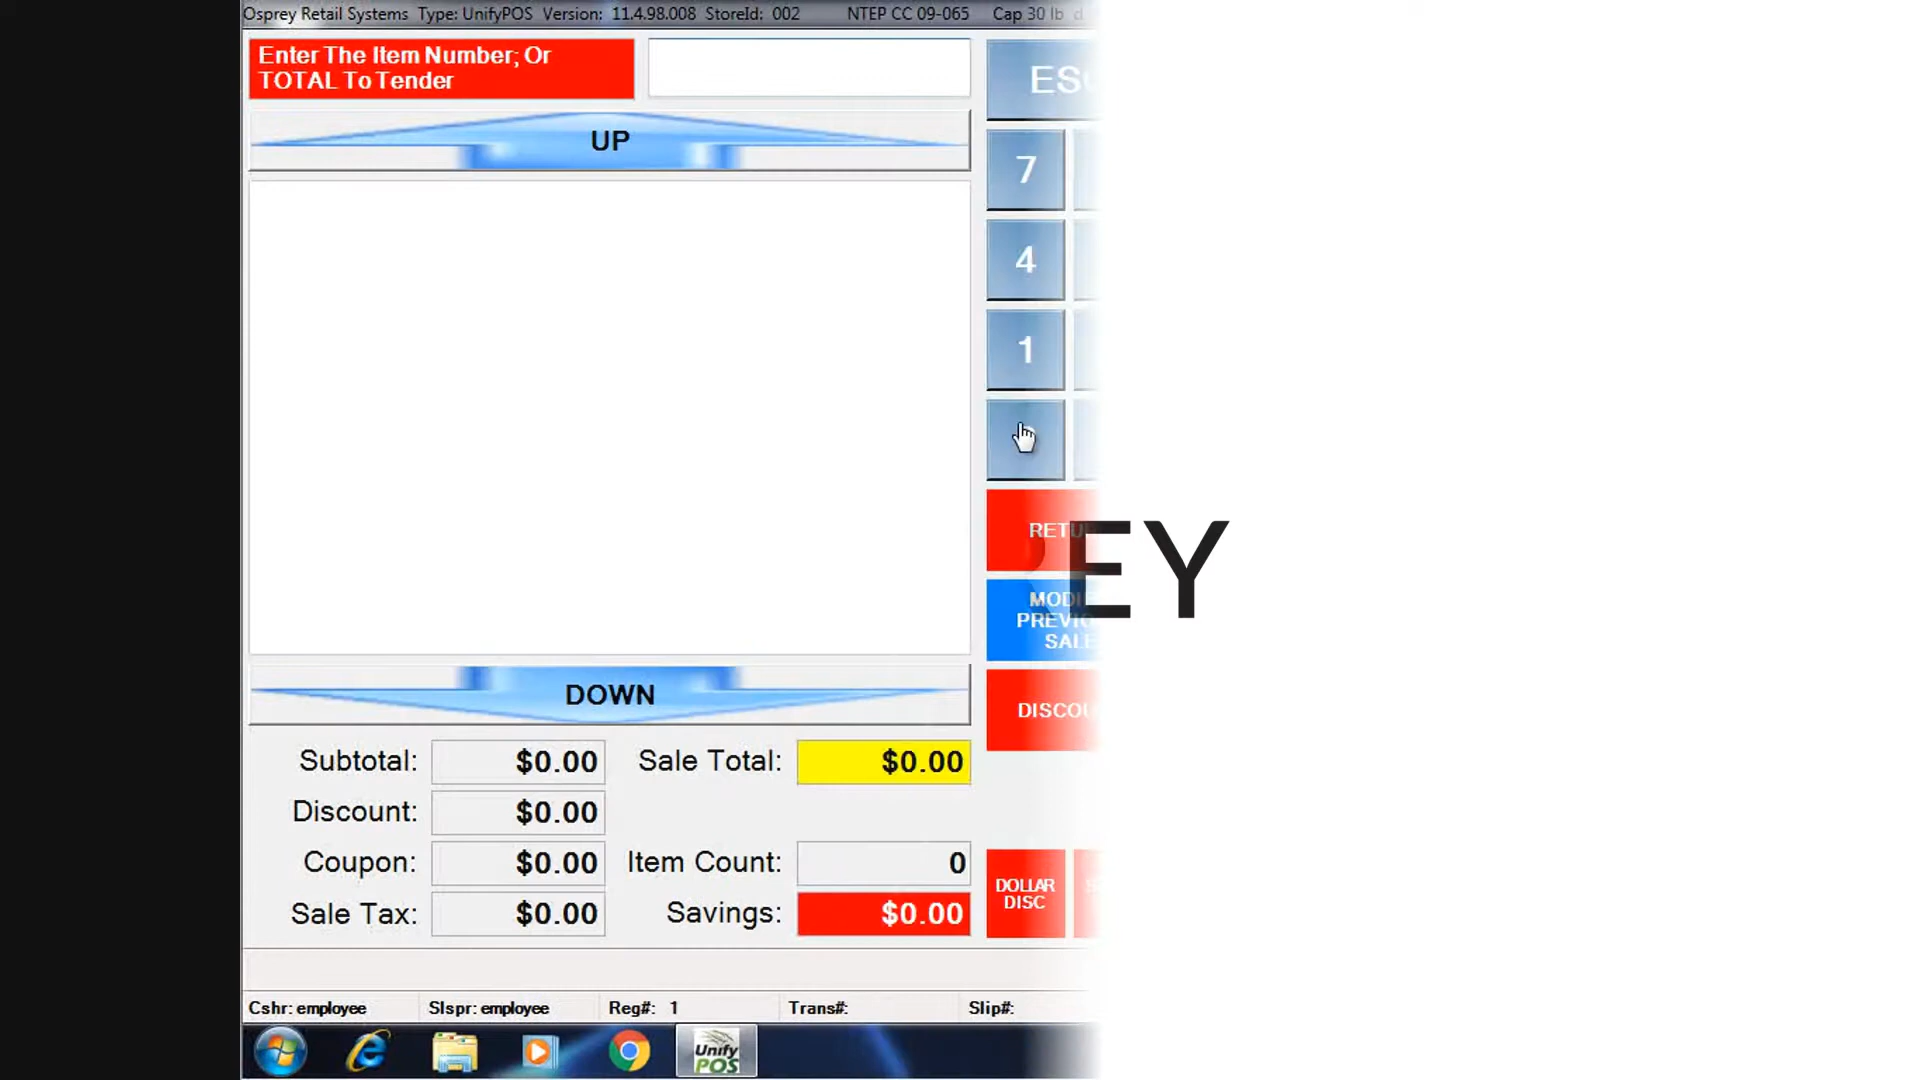 Osprey Retail Systems Type: UnifyPOS Version: 11.4.98.008 StoreId: 002 NTEP CC 09-065 Cap 30 lb
Enter The Item Number; Or
TOTAL To Tender
ESC
UP
7
4
1
EY
DOWN
Subtotal: $0.00 Sale Total: $0.00
Discount: $0.00
Coupon: $0.00 Item Count: 0
Sale Tax: $0.00 Savings: $0.00
DOLLAR
DISC
Cshr: employee Slspr: employee Reg#: 1 Trans#: Slip#:
Unify
POS